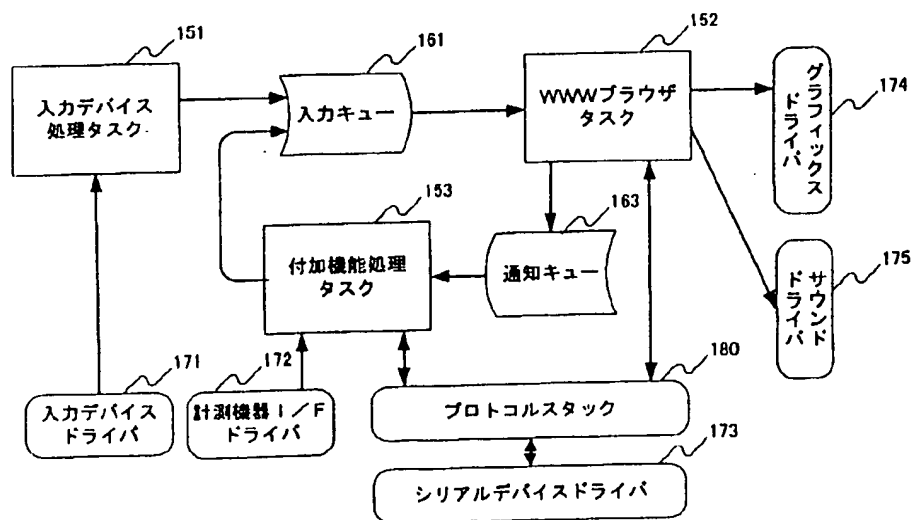 151
入力デバイス
処理タスク
161
入力キュー
152
WWWブラウザ
タスク
グラフィックス
ドライバ
174
153
付加機能処理
タスク
163
通知キュー
サウンド
ドライバ
175
171
入力デバイス
ドライバ
172
計測機器I/F
ドライバ
180
プロトコルスタック
173
シリアルデバイスドライバ